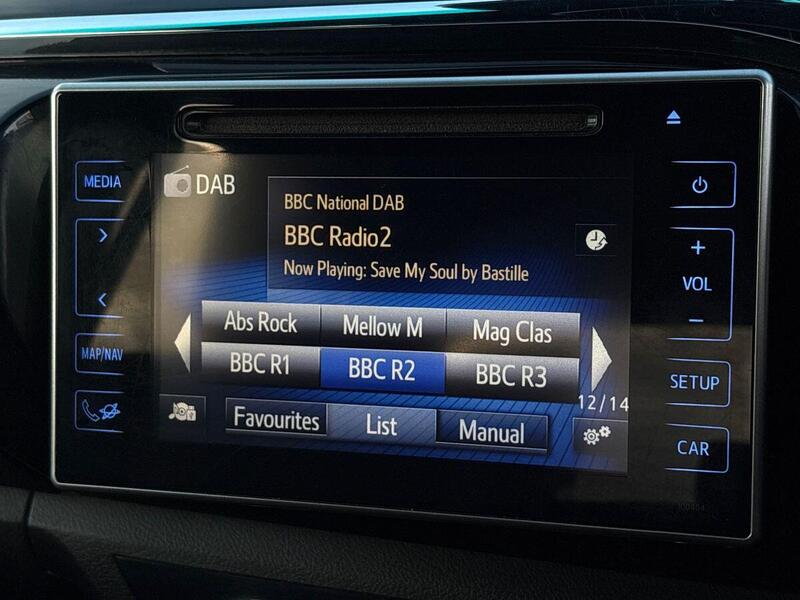 MEDIA
MAP/NAV
DAB
BBC National DAB
BBC Radio2
Now Playing: Save My Soul by Bastille
Abs Rock Mellow M Mag Clas
BBC R1 BBC R2 BBC R3
12/14
Favourites List Manual
+
VOL
-
SETUP
CAR